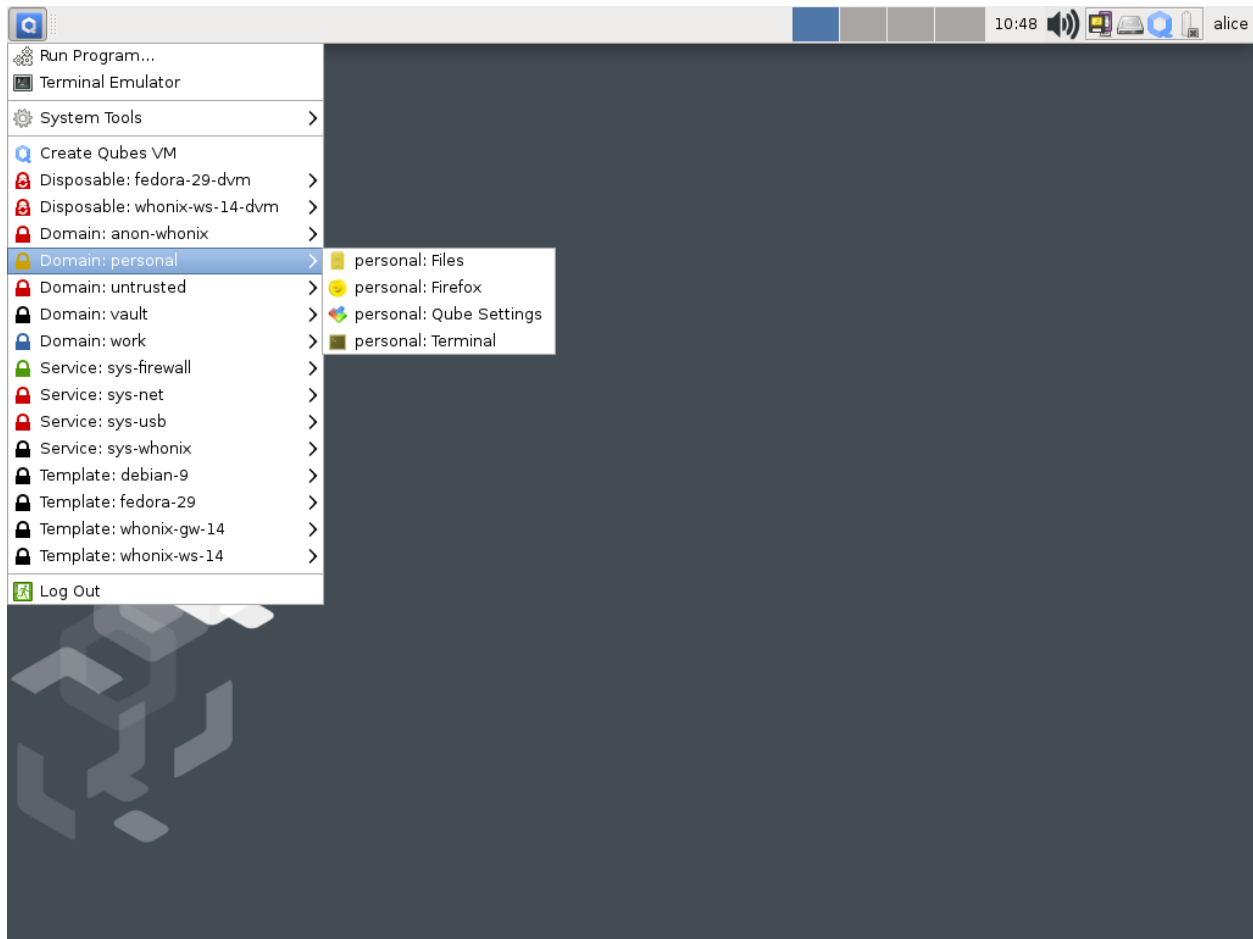 10:48 alice
Run Program...
Terminal Emulator
System Tools
Create Qubes VM
Disposable: fedora-29-dvm
Disposable: whonix-ws-14-dvm
Domain: anon-whonix
Domain: personal
personal: Files
personal: Firefox
personal: Qube Settings
personal: Terminal
Domain: untrusted
Domain: vault
Domain: work
Service: sys-firewall
Service: sys-net
Service: sys-usb
Service: sys-whonix
Template: debian-9
Template: fedora-29
Template: whonix-gw-14
Template: whonix-ws-14
Log Out